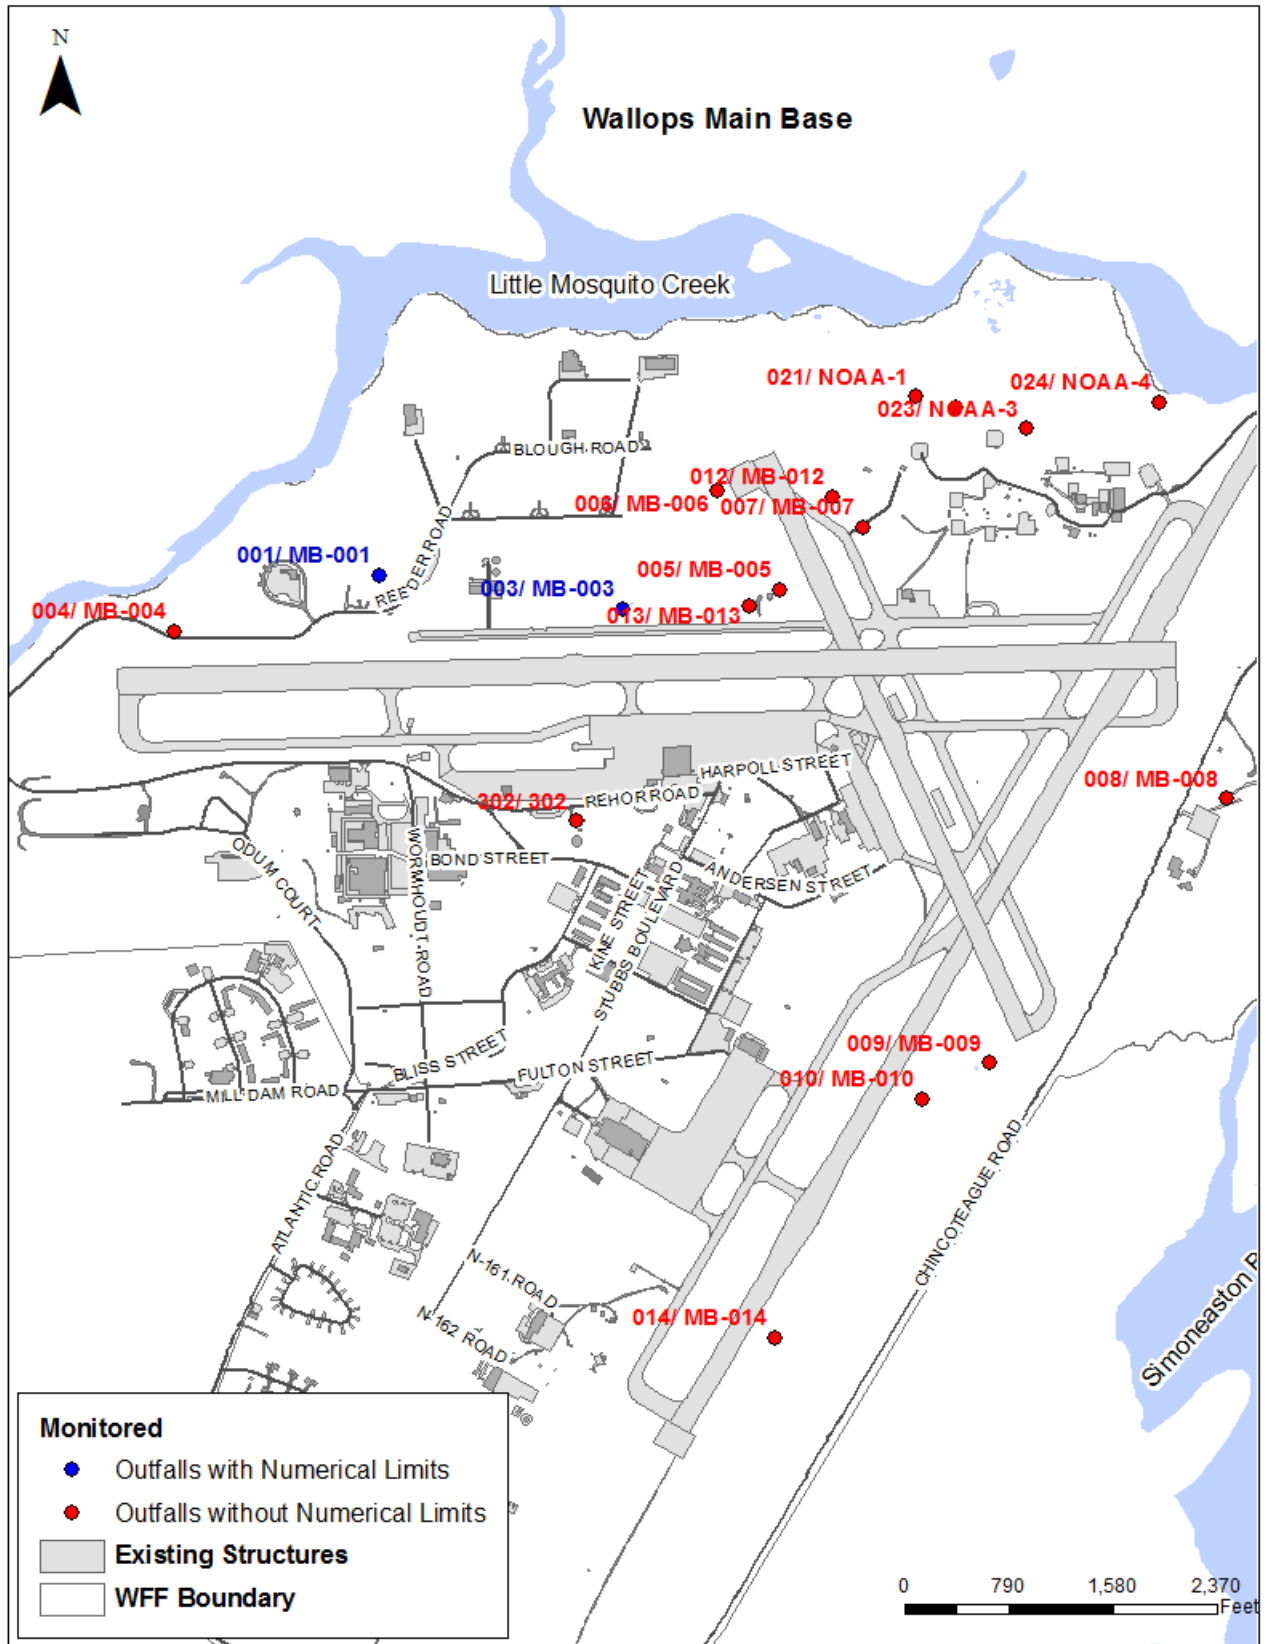 N
Wallops Main Base
Little Mosquito Creek
021/ NOAA-1
024/ NOAA-4
023/ NOAA-3
BLOUGH ROAD
012/ MB-012
006/ MB-006
007/ MB-007
REEDER ROAD
001/ MB-001
005/ MB-005
003/ MB-003
004/ MB-004
013/ MB-013
HARPOLL STREET
008/ MB-008
302/ 302
REHOR ROAD
ODUM COURT
WORMHOUDT ROAD
BOND STREET
ANDERSEN STREET
KINE STREET
STUBBS BOULEVARD
009/ MB-009
BLISS STREET
FULTON STREET
010/ MB-010
MILL DAM ROAD
ATLANTIC ROAD
CHINCOTEAGUE ROAD
N-161 ROAD
N-162 ROAD
014/ MB-014
Simoneaston
Monitored
Outfalls with Numerical Limits
Outfalls without Numerical Limits
Existing Structures
WFF Boundary
0 790 1,580 2,370
Feet